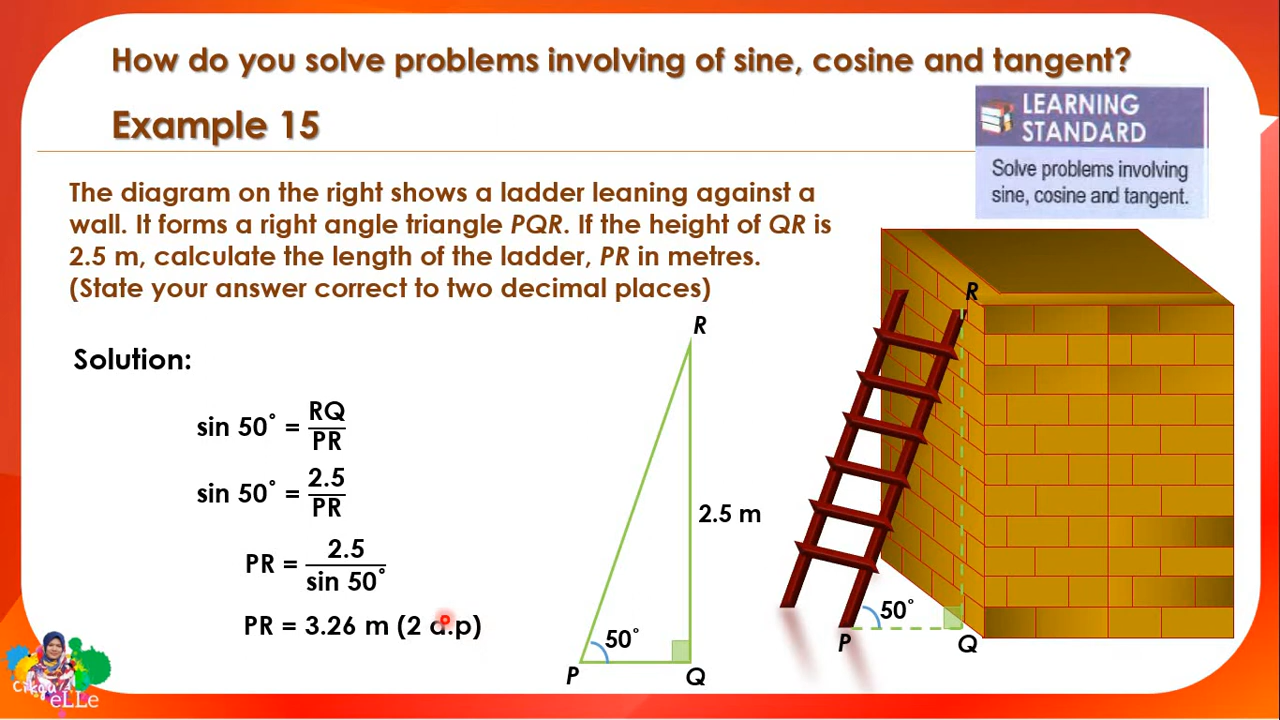 How do you solve problems involving of sine, cosine and tangent?
Example 15
LEARNING
STANDARD
Solve problems involving
sine, cosine and tangent.
The diagram on the right shows a ladder leaning against a
wall. It forms a right angle triangle PQR. If the height of QR is
2.5 m, calculate the length of the ladder, PR in metres.
(State your answer correct to two decimal places)
Solution:
sin 50° = RQ/PR
sin 50° = 2.5/PR
PR = 2.5/sin 50°
PR = 3.26 m (2 d.p)
R
2.5 m
50°
P
Q
R
50°
P
Q
Cikgu
eLLe